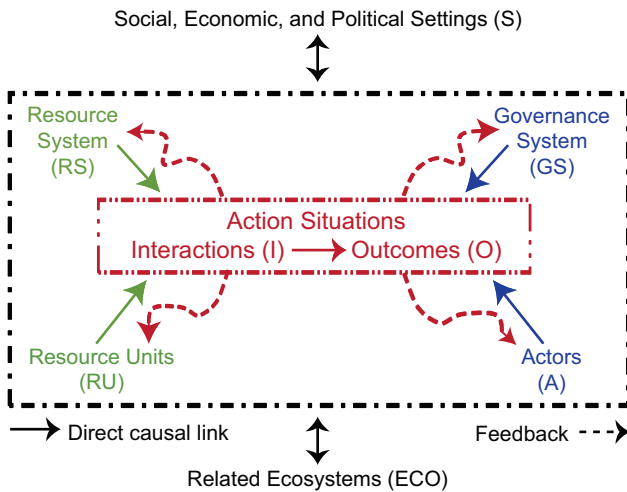 Social, Economic, and Political Settings (S)
Resource
System
(RS)
Governance
System
(GS)
Action Situations
Interactions (I) Outcomes (O)
Resource Units
(RU)
Actors
(A)
Direct causal link
Feedback
Related Ecosystems (ECO)